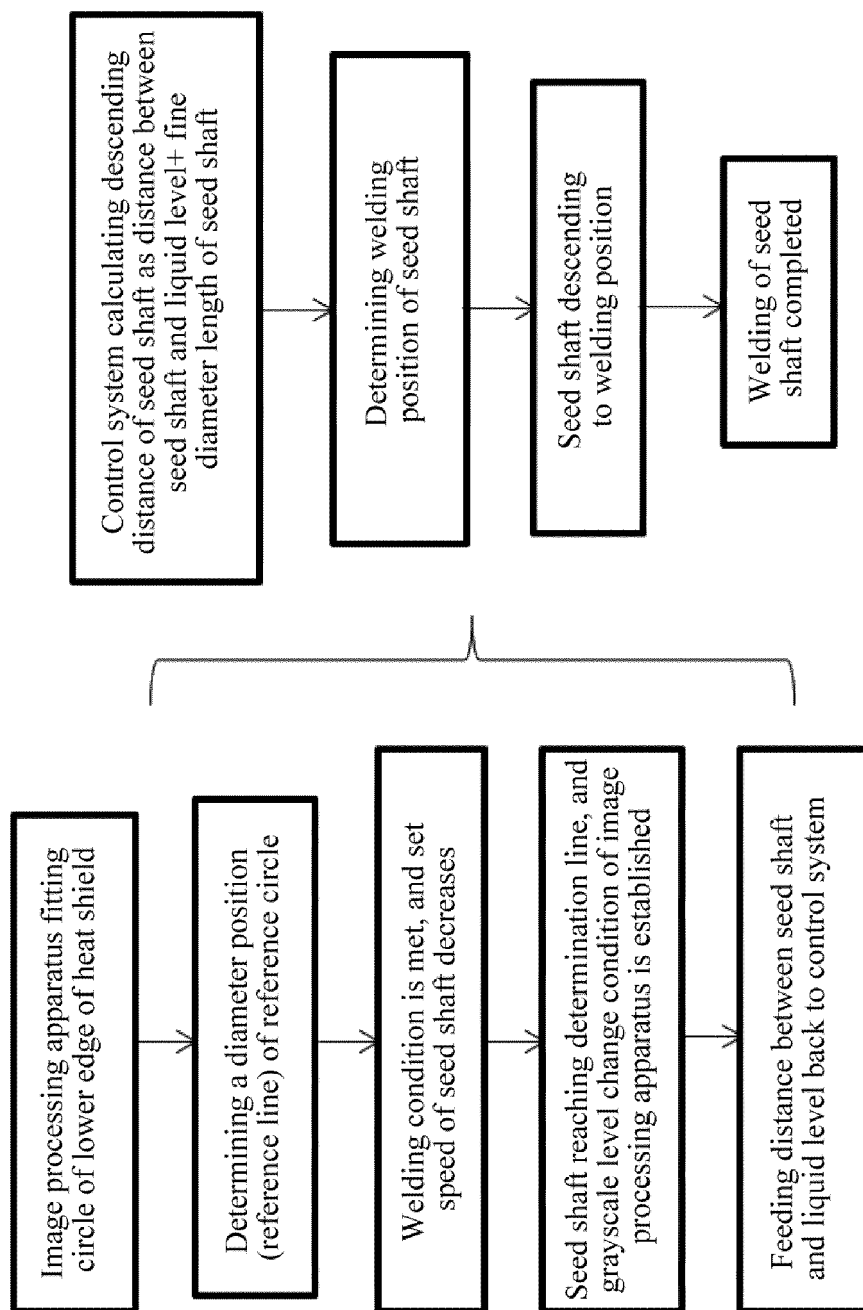 Image processing apparatus fitting
circle of lower edge of heat shield
Determining a diameter position
(reference line) of reference circle
Welding condition is met, and set
speed of seed shaft decreases
Seed shaft reaching determination line, and
grayscale level change condition of image
processing apparatus is established
Feeding distance between seed shaft
and liquid level back to control system
Control system calculating descending
distance of seed shaft as distance between
seed shaft and liquid level+ fine
diameter length of seed shaft
Determining welding
position of seed shaft
Seed shaft descending
to welding position
Welding of seed
shaft completed